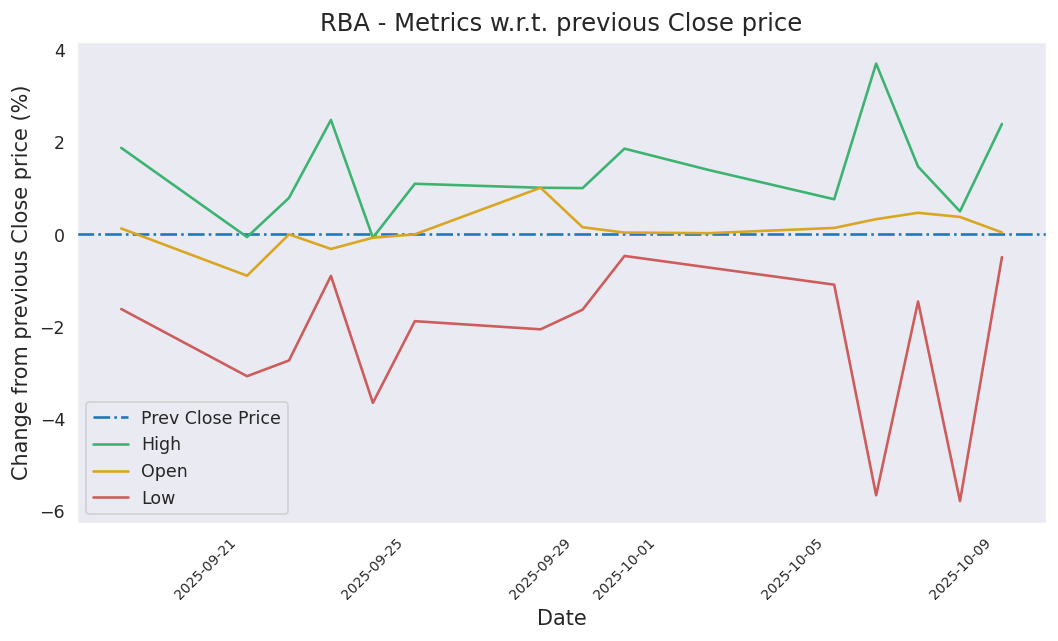 RBA - Metrics w.r.t. previous Close price
Change from previous Close price (%)
4
2
0
−2
−4
−6
Prev Close Price
High
Open
Low
2025-09-21
2025-09-25
2025-09-29
2025-10-01
2025-10-05
2025-10-09
Date